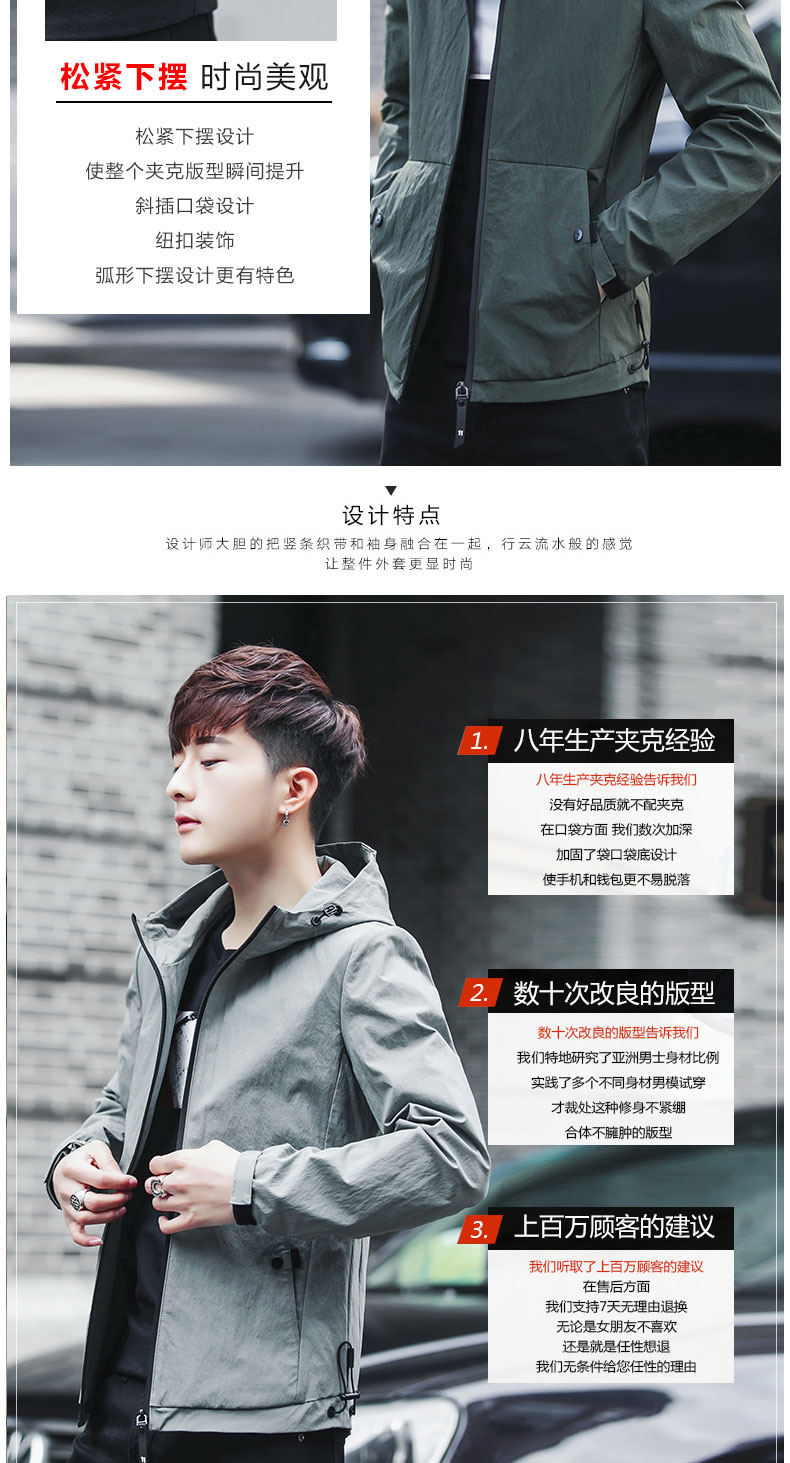 松紧下摆 时尚美观
松紧下摆设计
使整个夹克版型瞬间提升
斜插口袋设计
纽扣装饰
弧形下摆设计更有特色
设计特点
设计师大胆的把竖条织带和袖身融合在一起，行云流水般的感觉
让整件外套更显时尚
1. 八年生产夹克经验
八年生产夹克经验告诉我们
没有好品质就不配夹克
在口袋方面 我们数次加深
加固了袋口袋底设计
使手机和钱包更不易脱落
2. 数十次改良的版型
数十次改良的版型告诉我们
我们特地研究了亚洲男士身材比例
实践了多个不同身材男模试穿
才裁处这种修身不紧绷
合体不臃肿的版型
3. 上百万顾客的建议
我们听取了上百万顾客的建议
在售后方面
我们支持7天无理由退换
无论是女朋友不喜欢
还是就是任性想退
我们无条件给您任性的理由